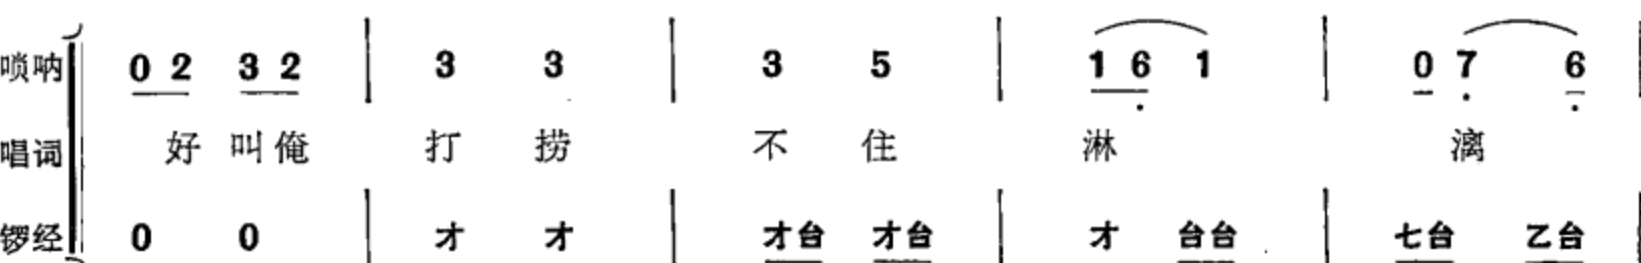 唢呐 0 2 3 2 | 3 3 | 3 5 | 1 6 1 | 0 7 6 |
唱词 好 叫 俺 打 捞 不 住 淋 漓
锣经 0 0 | 才 才 | 才台 才台 | 才 台台 | 七台 乙台 |